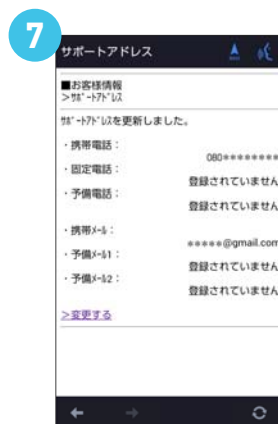 7
サポートアドレス
■お客様情報
＞ｻﾎﾟｰﾄｱﾄﾞﾚｽ
ｻﾎﾟｰﾄｱﾄﾞﾚｽを更新しました。
・携帯電話：
080********
・固定電話：
登録されていません
・予備電話：
登録されていません
・携帯ﾒｰﾙ：
*****@gmail.com
・予備ﾒｰﾙ1：
登録されていません
・予備ﾒｰﾙ2：
登録されていません
＞変更する